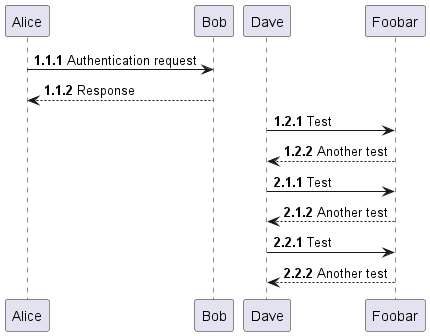 Alice Bob Dave Foobar
1.1.1 Authentication request
1.1.2 Response
1.2.1 Test
1.2.2 Another test
2.1.1 Test
2.1.2 Another test
2.2.1 Test
2.2.2 Another test
Alice Bob Dave Foobar